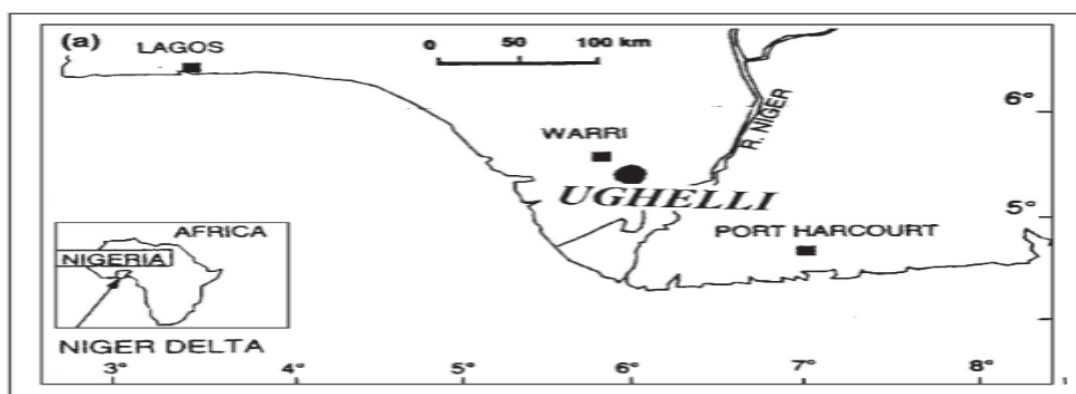 (a)
LAGOS
0 50 100 km
R. NIGER
6°
WARRI
UGHELLI
5°
PORT HARCOURT
AFRICA
NIGERIA
NIGER DELTA
3° 4° 5° 6° 7° 8°
1